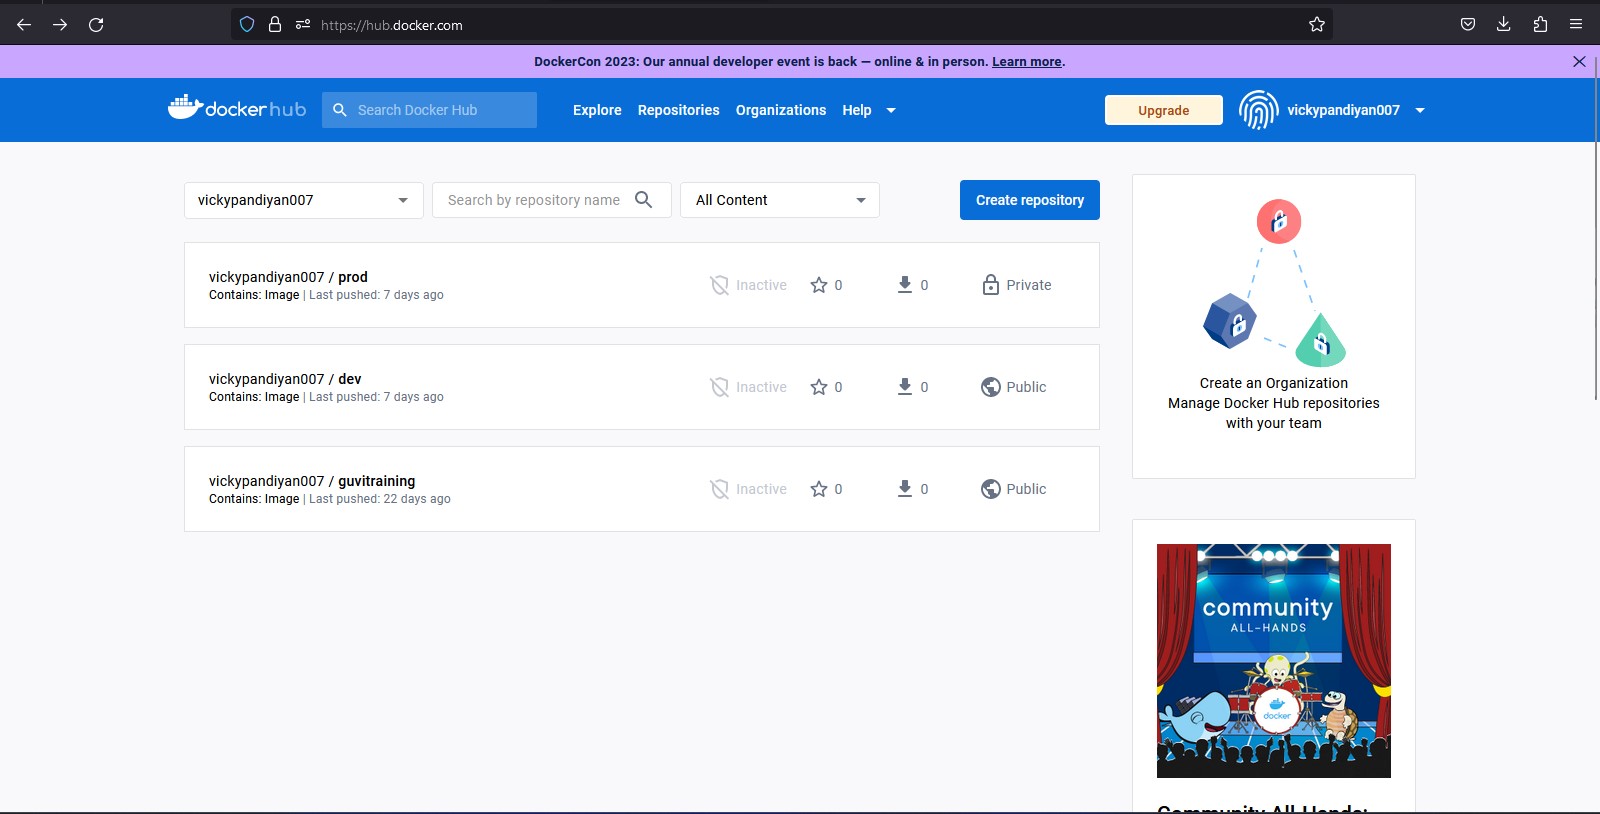 https://hub.docker.com
DockerCon 2023: Our annual developer event is back — online & in person. Learn more.
dockerhub
Search Docker Hub
Explore
Repositories
Organizations
Help
Upgrade
vickypandiyan007
vickypandiyan007
Search by repository name
All Content
Create repository
vickypandiyan007 / prod
Contains: Image | Last pushed: 7 days ago
Inactive
0
0
Private
vickypandiyan007 / dev
Contains: Image | Last pushed: 7 days ago
Inactive
0
0
Public
vickypandiyan007 / guvitraining
Contains: Image | Last pushed: 22 days ago
Inactive
0
0
Public
Create an Organization
Manage Docker Hub repositories
with your team
community
ALL-HANDS
docker
Community All-Hands: